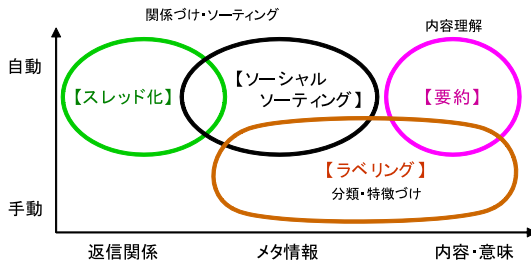 関係づけ・ソーティング
内容理解
自動
【スレッド化】
【ソーシャル
ソーティング】
【要約】
【ラベリング】
分類・特徴づけ
手動
返信関係
メタ情報
内容・意味